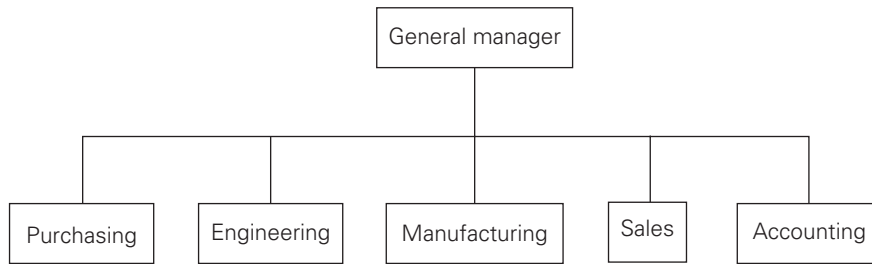 General manager
Purchasing
Engineering
Manufacturing
Sales
Accounting